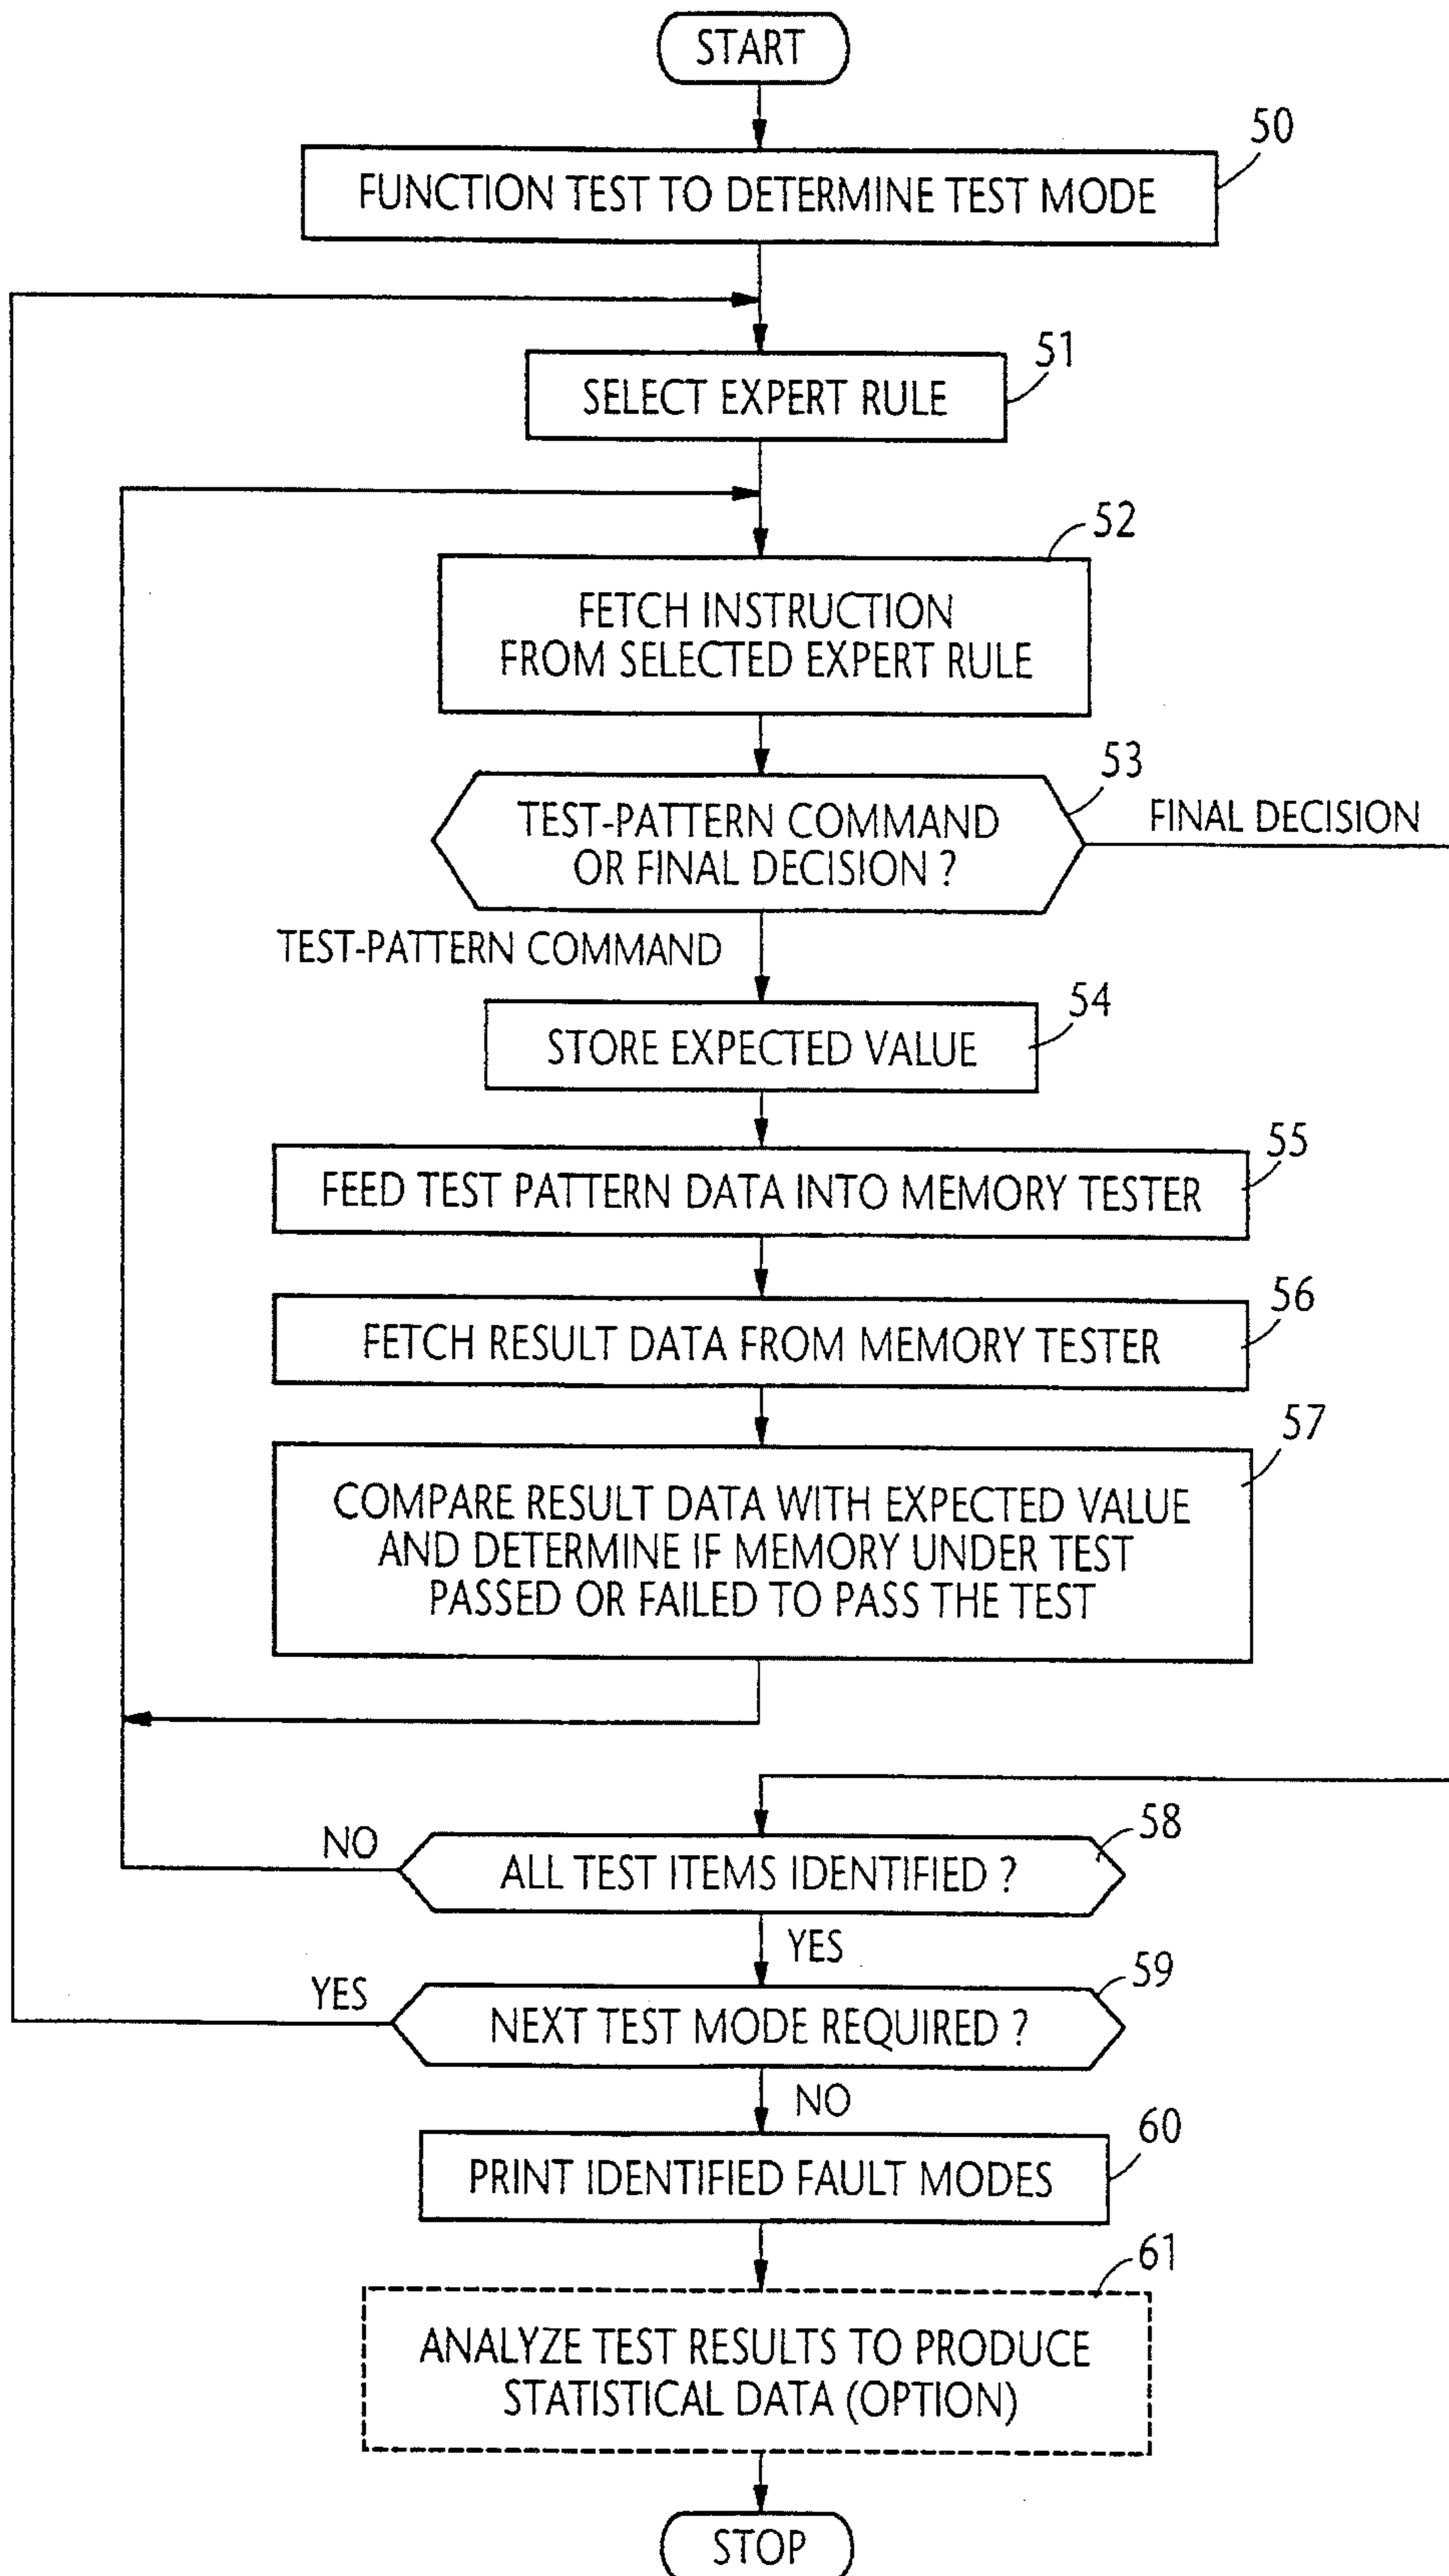 START
50
FUNCTION TEST TO DETERMINE TEST MODE
51
SELECT EXPERT RULE
52
FETCH INSTRUCTION
FROM SELECTED EXPERT RULE
53
TEST-PATTERN COMMAND
OR FINAL DECISION ?
FINAL DECISION
TEST-PATTERN COMMAND
54
STORE EXPECTED VALUE
55
FEED TEST PATTERN DATA INTO MEMORY TESTER
56
FETCH RESULT DATA FROM MEMORY TESTER
57
COMPARE RESULT DATA WITH EXPECTED VALUE
AND DETERMINE IF MEMORY UNDER TEST
PASSED OR FAILED TO PASS THE TEST
58
NO
ALL TEST ITEMS IDENTIFIED ?
YES
59
YES
NEXT TEST MODE REQUIRED ?
NO
60
PRINT IDENTIFIED FAULT MODES
61
ANALYZE TEST RESULTS TO PRODUCE
STATISTICAL DATA (OPTION)
STOP